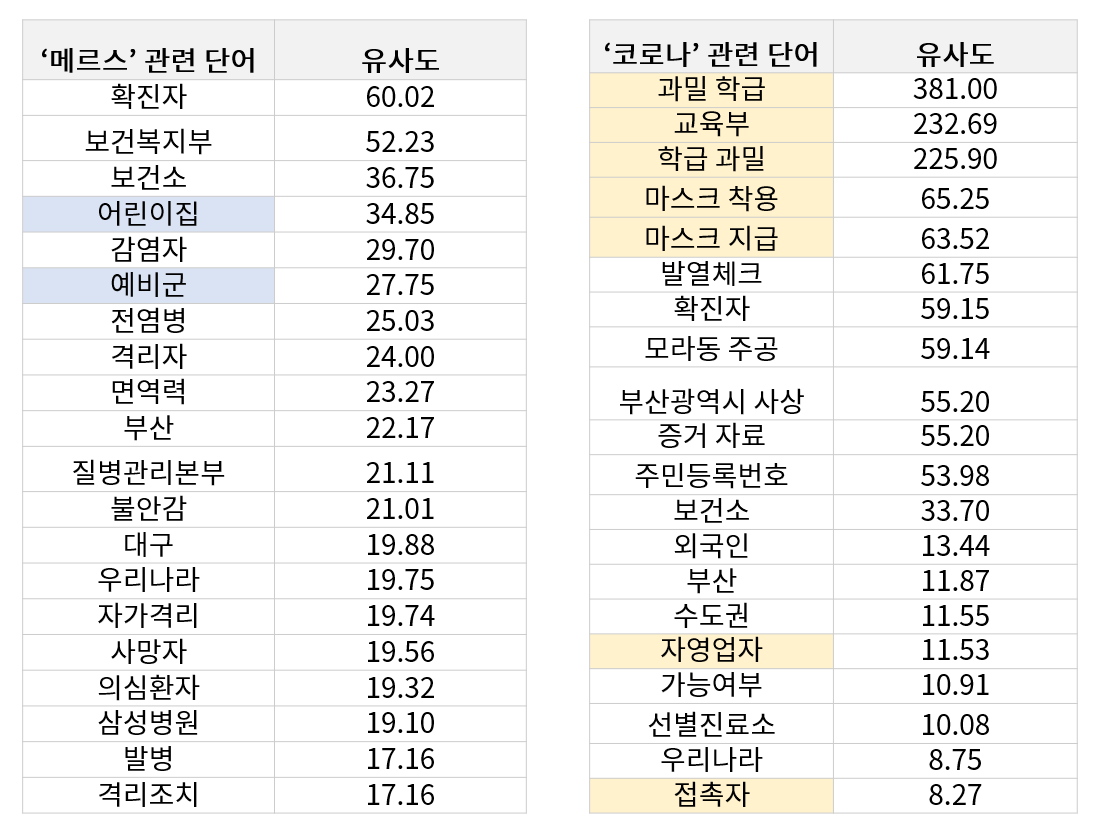 ‘메르스’ 관련 단어 유사도
확진자 60.02
보건복지부 52.23
보건소 36.75
어린이집 34.85
감염자 29.70
예비군 27.75
전염병 25.03
격리자 24.00
면역력 23.27
부산 22.17
질병관리본부 21.11
불안감 21.01
대구 19.88
우리나라 19.75
자가격리 19.74
사망자 19.56
의심환자 19.32
삼성병원 19.10
발병 17.16
격리조치 17.16
‘코로나’ 관련 단어 유사도
과밀 학급 381.00
교육부 232.69
학급 과밀 225.90
마스크 착용 65.25
마스크 지급 63.52
발열체크 61.75
확진자 59.15
모라동 주공 59.14
부산광역시 사상 55.20
증거 자료 55.20
주민등록번호 53.98
보건소 33.70
외국인 13.44
부산 11.87
수도권 11.55
자영업자 11.53
가능여부 10.91
선별진료소 10.08
우리나라 8.75
접촉자 8.27